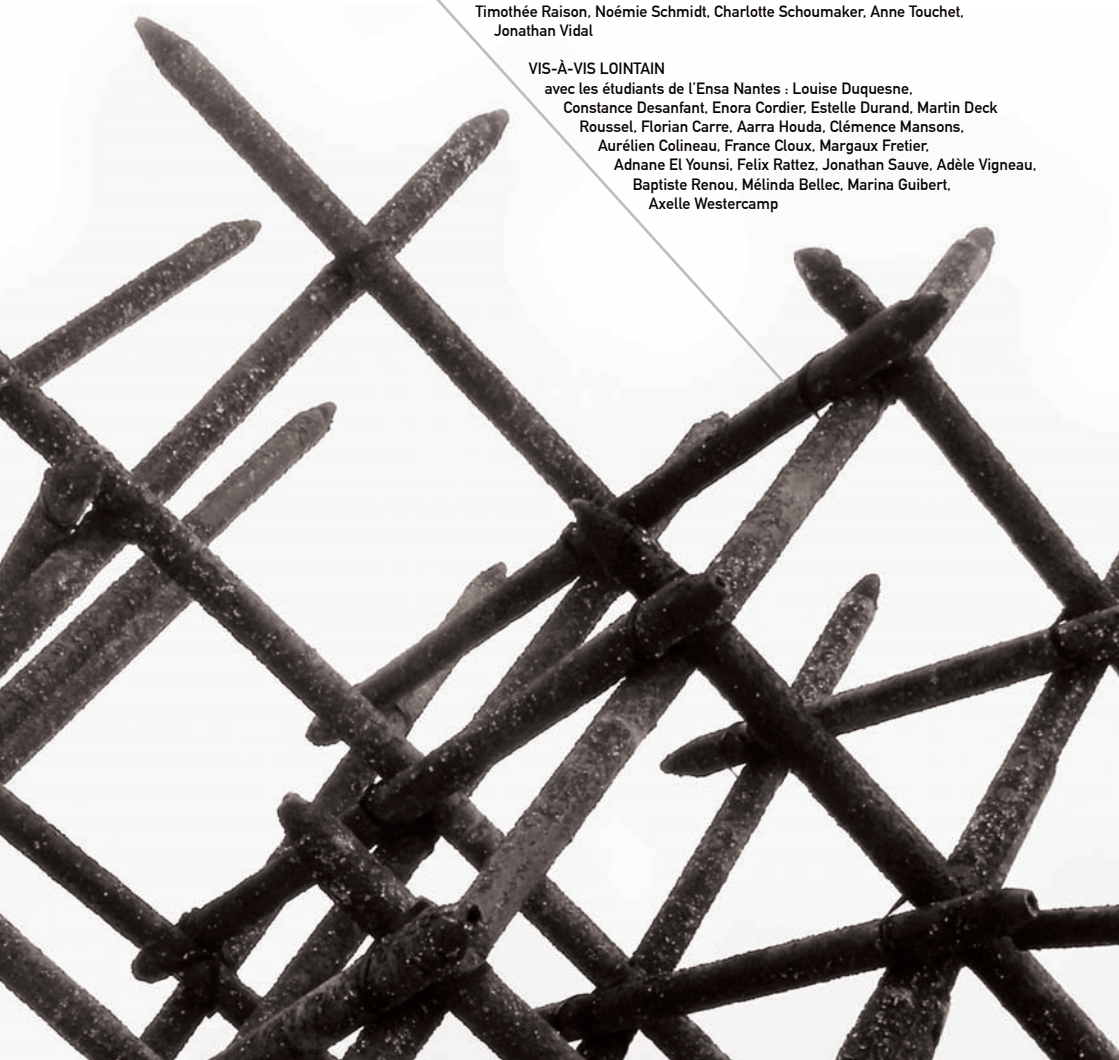 Timothée Raison, Noémie Schmidt, Charlotte Schoumaker, Anne Touchet,
Jonathan Vidal
VIS-À-VIS LOINTAIN
avec les étudiants de l'Ensa Nantes : Louise Duquesne,
Constance Desanfant, Enora Cordier, Estelle Durand, Martin Deck
Roussel, Florian Carre, Aarra Houda, Clémence Mansons,
Aurélien Colineau, France Cloux, Margaux Fretier,
Adnane El Younsi, Felix Rattez, Jonathan Sauve, Adèle Vigneau,
Baptiste Renou, Mélinda Bellec, Marina Guibert,
Axelle Westercamp